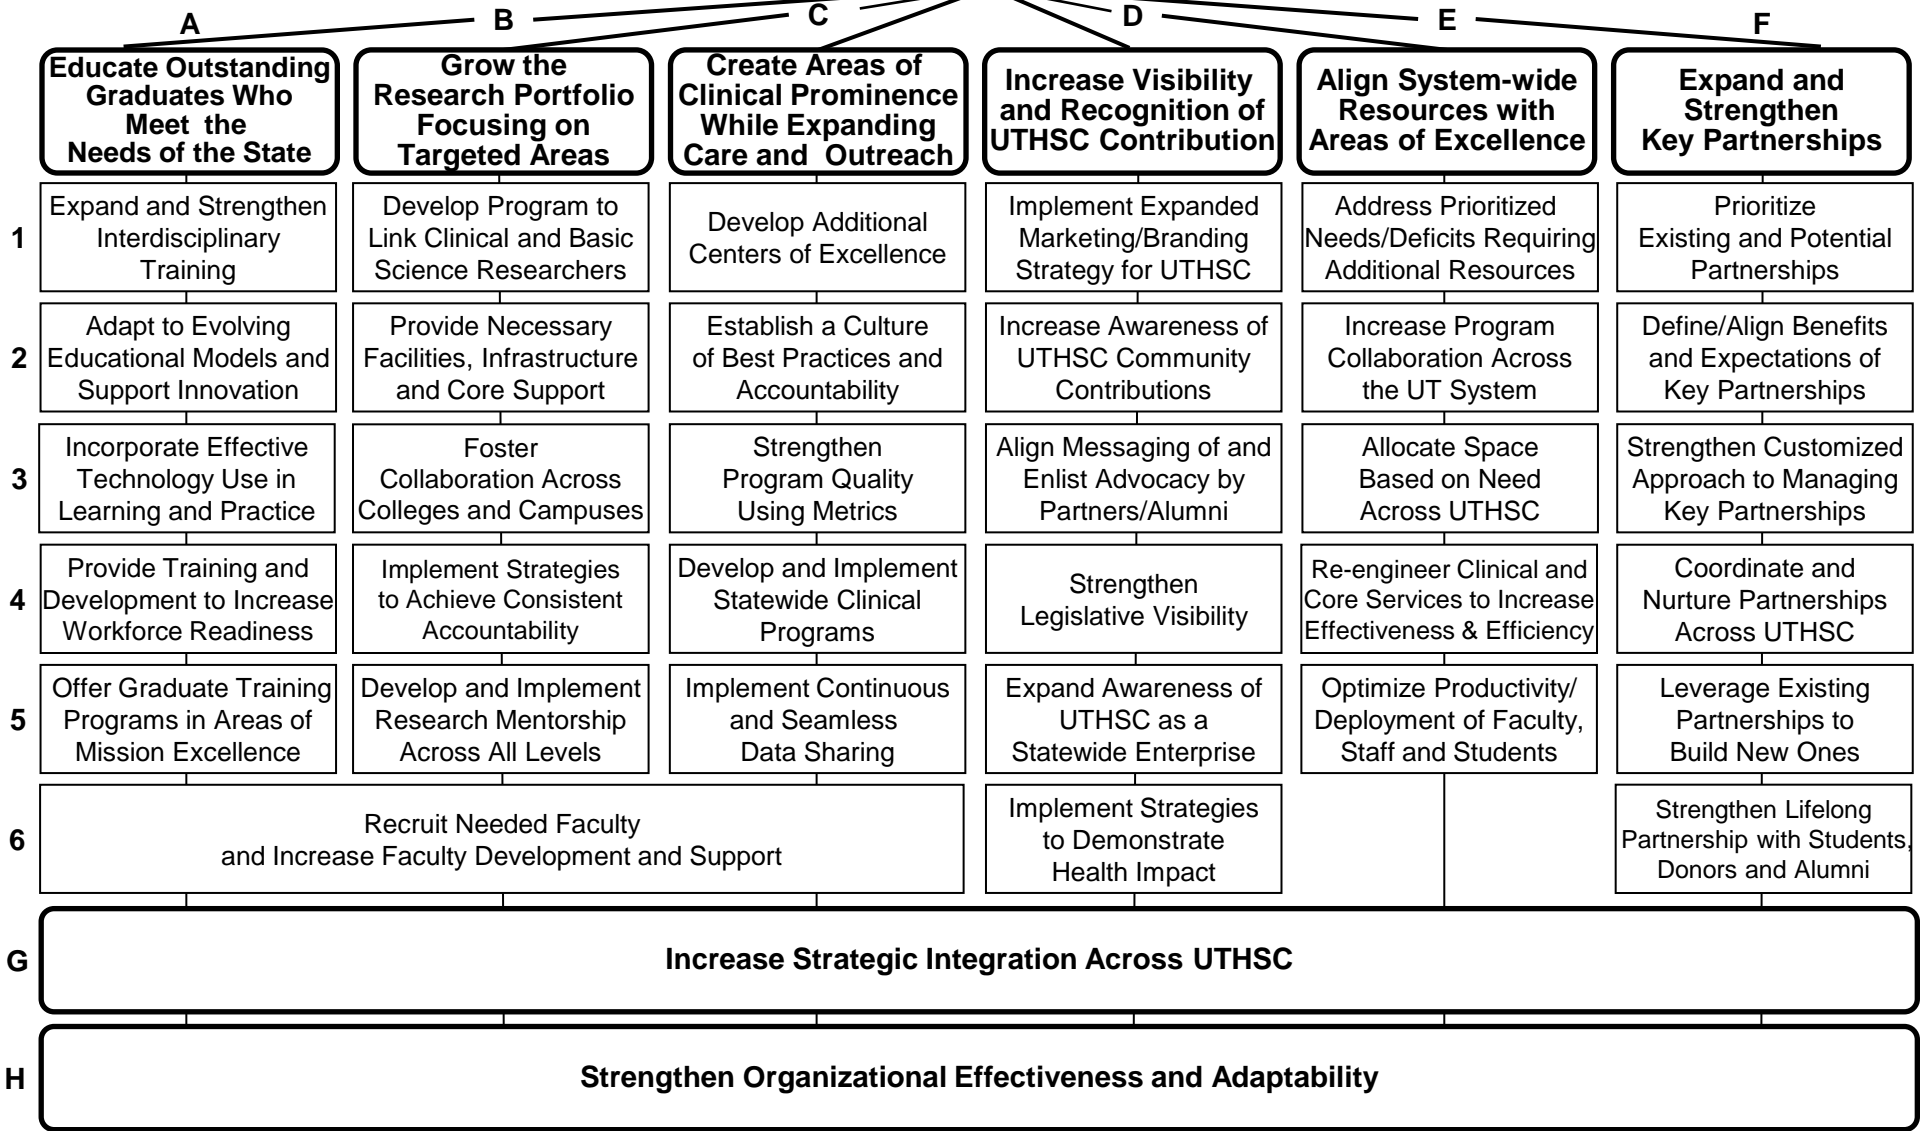 A
B
C
D
E
F
Educate Outstanding
Graduates Who
Meet the
Needs of the State
Grow the
Research Portfolio
Focusing on
Targeted Areas
Create Areas of
Clinical Prominence
While Expanding
Care and Outreach
Increase Visibility
and Recognition of
UTHSC Contribution
Align System-wide
Resources with
Areas of Excellence
Expand and
Strengthen
Key Partnerships
1
Expand and Strengthen
Interdisciplinary
Training
Develop Program to
Link Clinical and Basic
Science Researchers
Develop Additional
Centers of Excellence
Implement Expanded
Marketing/Branding
Strategy for UTHSC
Address Prioritized
Needs/Deficits Requiring
Additional Resources
Prioritize
Existing and Potential
Partnerships
2
Adapt to Evolving
Educational Models and
Support Innovation
Provide Necessary
Facilities, Infrastructure
and Core Support
Establish a Culture
of Best Practices and
Accountability
Increase Awareness of
UTHSC Community
Contributions
Increase Program
Collaboration Across
the UT System
Define/Align Benefits
and Expectations of
Key Partnerships
3
Incorporate Effective
Technology Use in
Learning and Practice
Foster
Collaboration Across
Colleges and Campuses
Strengthen
Program Quality
Using Metrics
Align Messaging of and
Enlist Advocacy by
Partners/Alumni
Allocate Space
Based on Need
Across UTHSC
Strengthen Customized
Approach to Managing
Key Partnerships
4
Provide Training and
Development to Increase
Workforce Readiness
Implement Strategies
to Achieve Consistent
Accountability
Develop and Implement
Statewide Clinical
Programs
Strengthen
Legislative Visibility
Re-engineer Clinical and
Core Services to Increase
Effectiveness & Efficiency
Coordinate and
Nurture Partnerships
Across UTHSC
5
Offer Graduate Training
Programs in Areas of
Mission Excellence
Develop and Implement
Research Mentorship
Across All Levels
Implement Continuous
and Seamless
Data Sharing
Expand Awareness of
UTHSC as a
Statewide Enterprise
Optimize Productivity/
Deployment of Faculty,
Staff and Students
Leverage Existing
Partnerships to
Build New Ones
6
Recruit Needed Faculty
and Increase Faculty Development and Support
Implement Strategies
to Demonstrate
Health Impact
Strengthen Lifelong
Partnership with Students,
Donors and Alumni
G
Increase Strategic Integration Across UTHSC
H
Strengthen Organizational Effectiveness and Adaptability